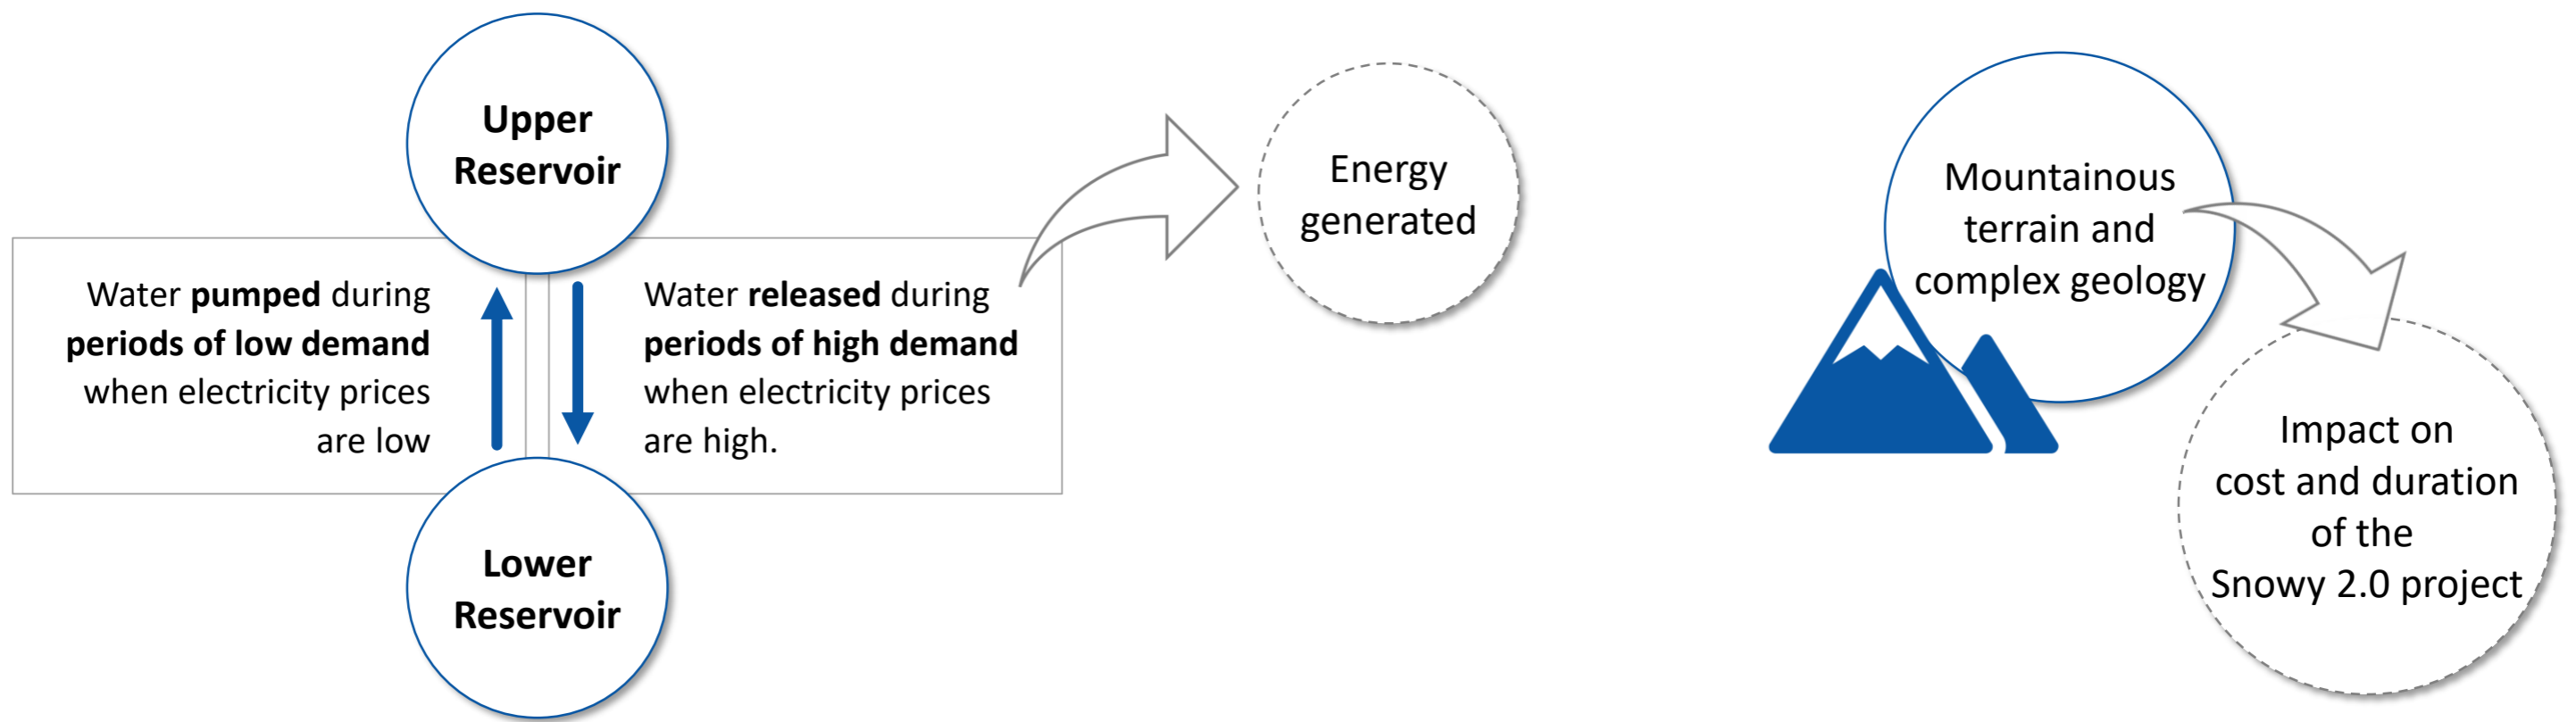 Upper
Reservoir
Water pumped during
periods of low demand
when electricity prices
are low
Water released during
periods of high demand
when electricity prices
are high.
Lower
Reservoir
Energy
generated
Mountainous
terrain and
complex geology
Impact on
cost and duration
of the
Snowy 2.0 project